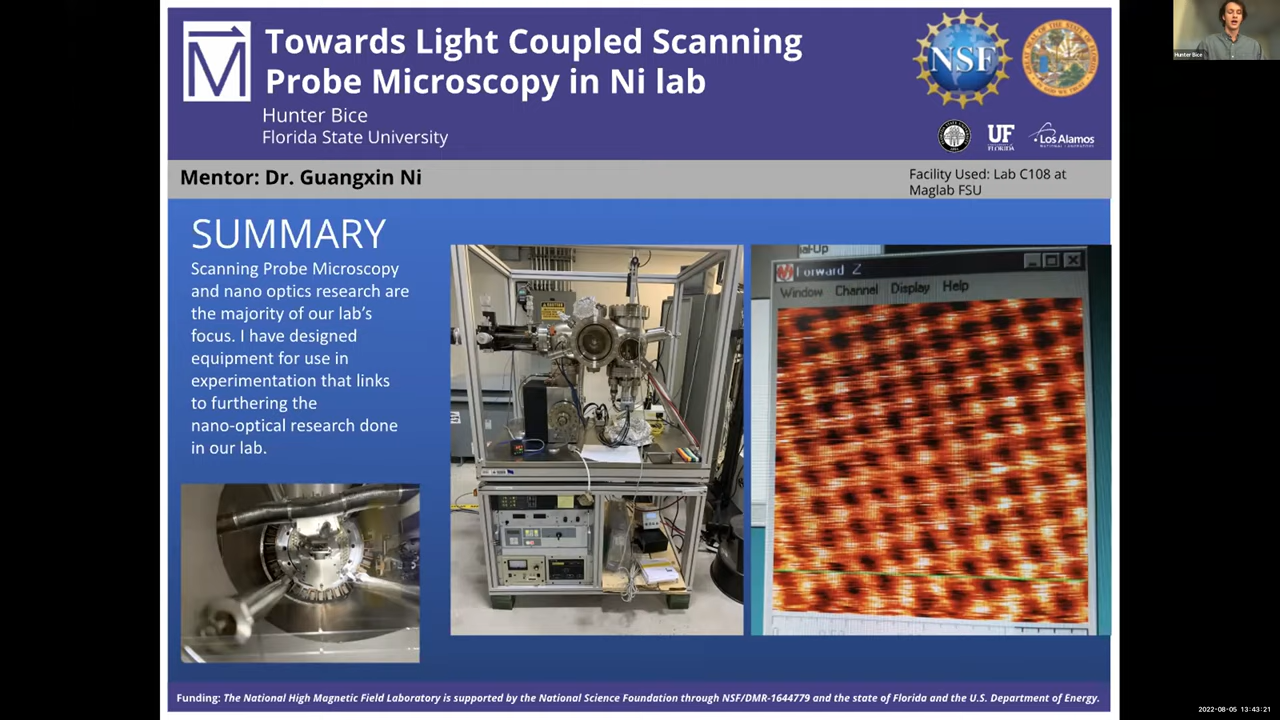 Towards Light Coupled Scanning
Probe Microscopy in Ni lab
Hunter Bice
Florida State University
NSF
UF
FLORIDA
Los Alamos
Mentor: Dr. Guangxin Ni
Facility Used: Lab C108 at
Maglab FSU
SUMMARY
Scanning Probe Microscopy
and nano optics research are
the majority of our lab's
focus. I have designed
equipment for use in
experimentation that links
to furthering the
nano-optical research done
in our lab.
Forward Z
Window Channel Display Help
Funding: The National High Magnetic Field Laboratory is supported by the National Science Foundation through NSF/DMR-1644779 and the state of Florida and the U.S. Department of Energy.
Hunter Bice
2022-08-05 13:43:21